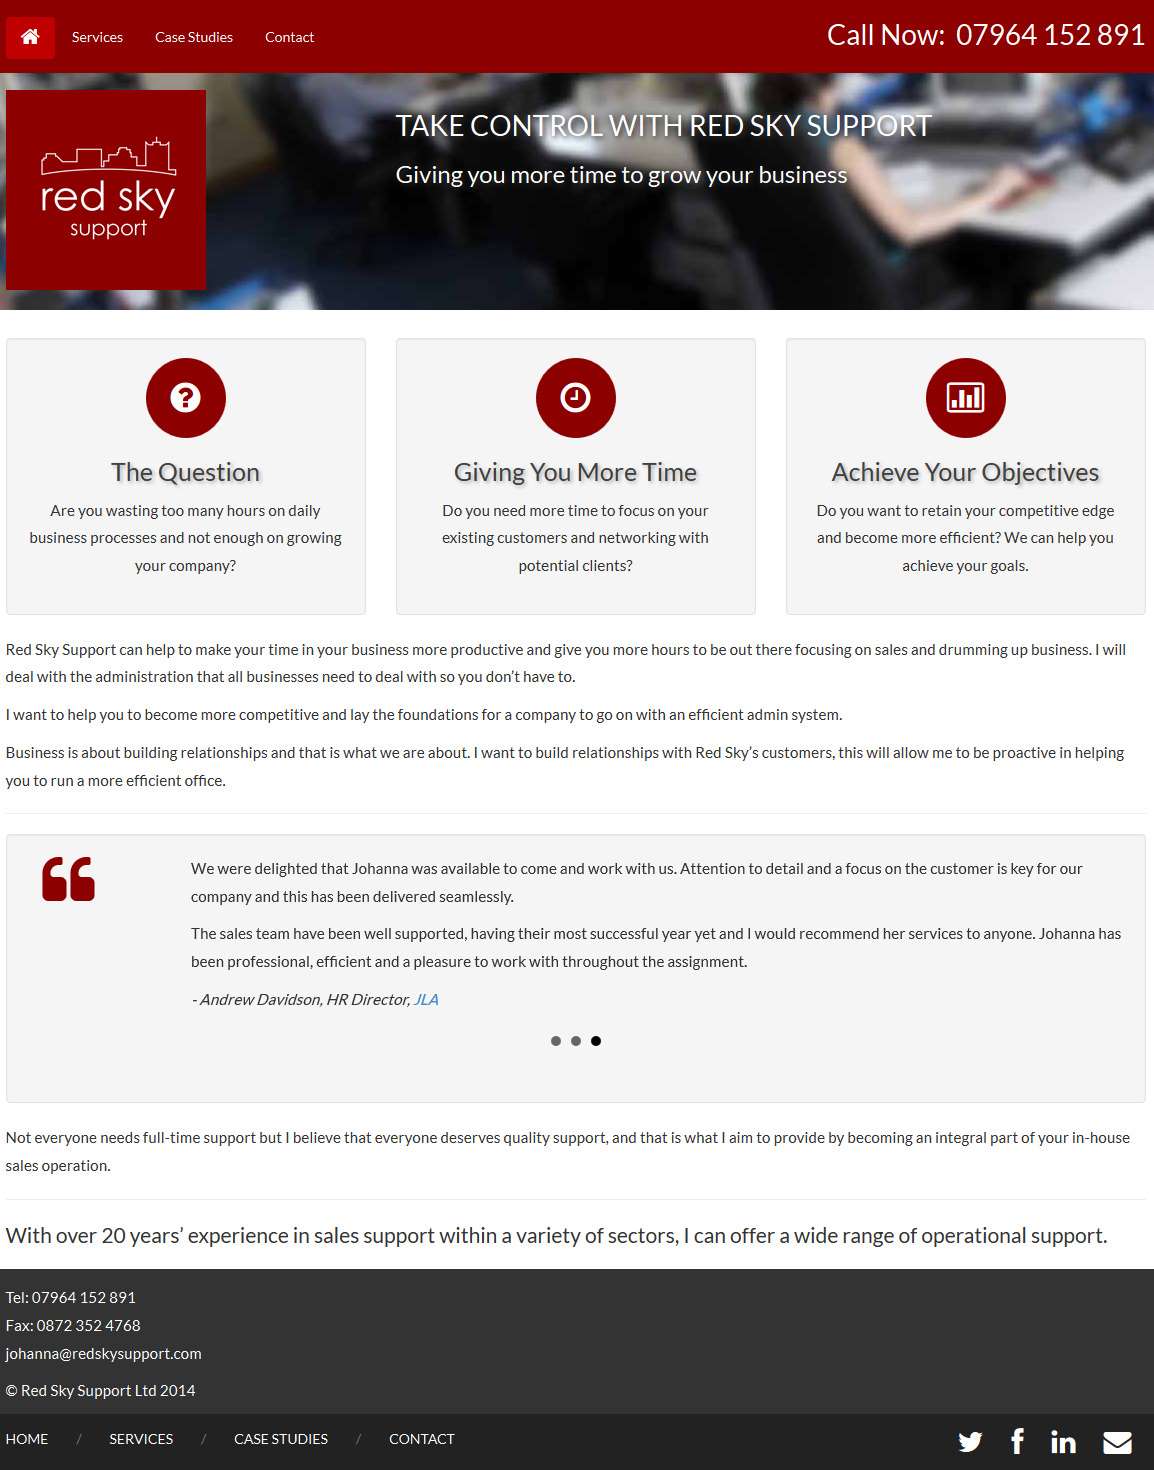 Services Case Studies Contact Call Now: 07964 152 891
TAKE CONTROL WITH RED SKY SUPPORT
Giving you more time to grow your business
red sky
support
The Question
Are you wasting too many hours on daily
business processes and not enough on growing
your company?
Giving You More Time
Do you need more time to focus on your
existing customers and networking with
potential clients?
Achieve Your Objectives
Do you want to retain your competitive edge
and become more efficient? We can help you
achieve your goals.
Red Sky Support can help to make your time in your business more productive and give you more hours to be out there focusing on sales and drumming up business. I will
deal with the administration that all businesses need to deal with so you don’t have to.
I want to help you to become more competitive and lay the foundations for a company to go on with an efficient admin system.
Business is about building relationships and that is what we are about. I want to build relationships with Red Sky’s customers, this will allow me to be proactive in helping
you to run a more efficient office.
We were delighted that Johanna was available to come and work with us. Attention to detail and a focus on the customer is key for our
company and this has been delivered seamlessly.
The sales team have been well supported, having their most successful year yet and I would recommend her services to anyone. Johanna has
been professional, efficient and a pleasure to work with throughout the assignment.
- Andrew Davidson, HR Director, JLA
Not everyone needs full-time support but I believe that everyone deserves quality support, and that is what I aim to provide by becoming an integral part of your in-house
sales operation.
With over 20 years’ experience in sales support within a variety of sectors, I can offer a wide range of operational support.
Tel: 07964 152 891
Fax: 0872 352 4768
johanna@redskysupport.com
© Red Sky Support Ltd 2014
HOME / SERVICES / CASE STUDIES / CONTACT